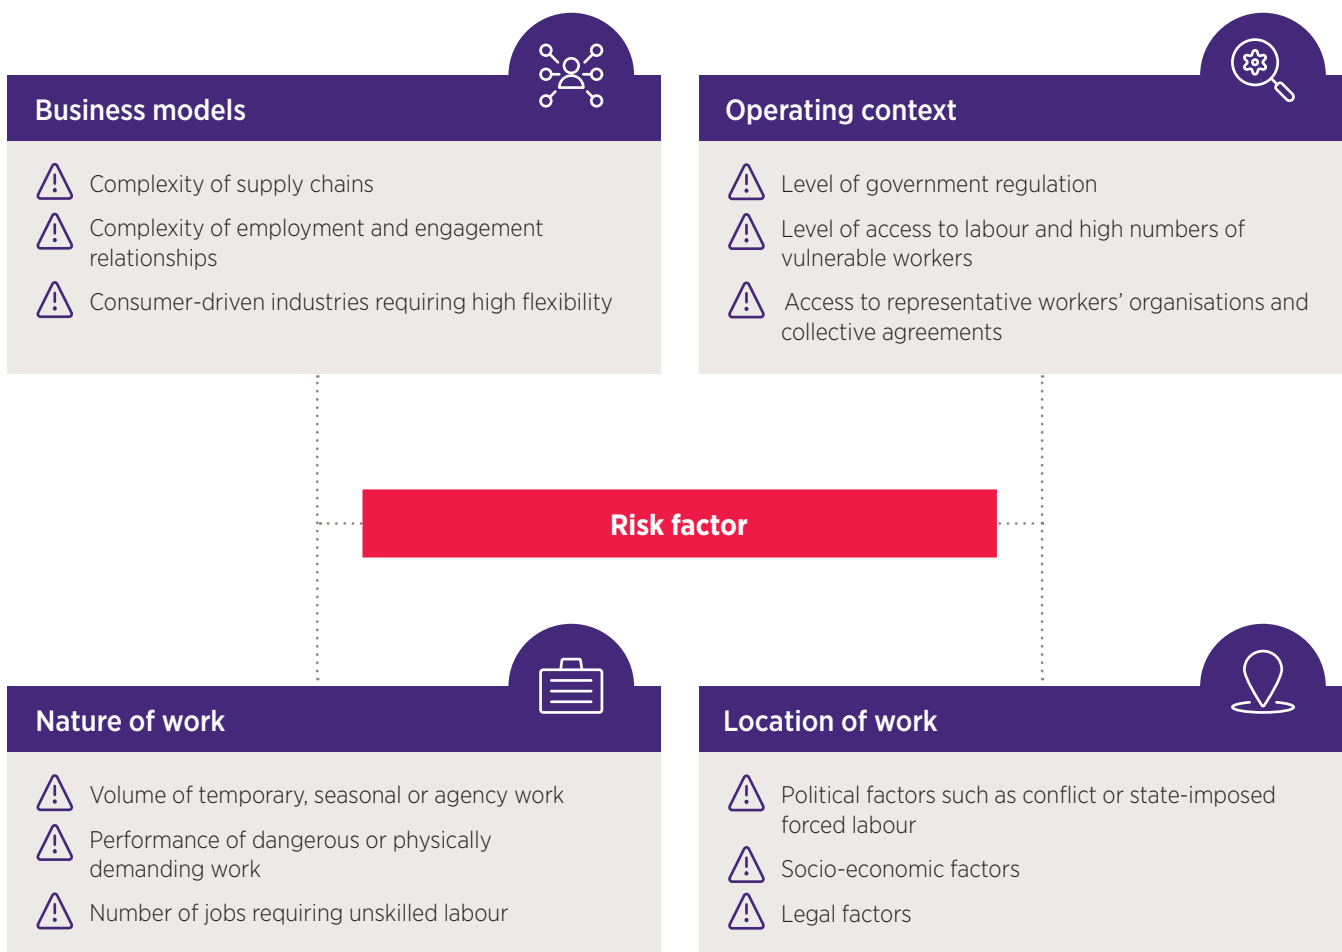 Business models
Complexity of supply chains
Complexity of employment and engagement
relationships
Consumer-driven industries requiring high flexibility
Operating context
Level of government regulation
Level of access to labour and high numbers of
vulnerable workers
Access to representative workers’ organisations and
collective agreements
Risk factor
Nature of work
Volume of temporary, seasonal or agency work
Performance of dangerous or physically
demanding work
Number of jobs requiring unskilled labour
Location of work
Political factors such as conflict or state-imposed
forced labour
Socio-economic factors
Legal factors